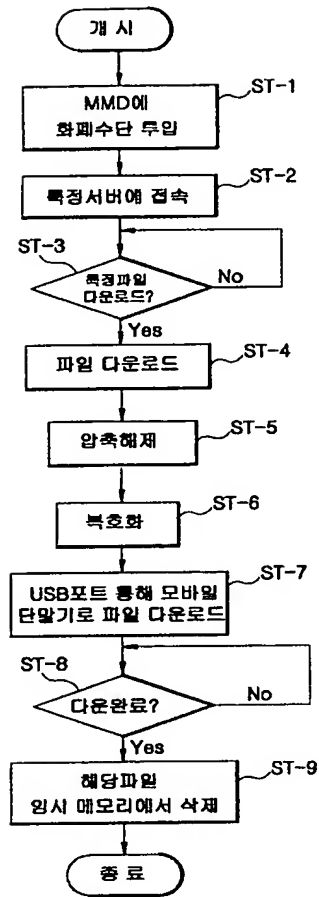 개 시
MMD에
화폐수단 투입
ST-1
특정서버에 접속
ST-2
ST-3
특정파일
다운로드?
No
Yes
파일 다운로드
ST-4
압축해제
ST-5
복호화
ST-6
USB포트 통해 모바일
단말기로 파일 다운로드
ST-7
ST-8
다운완료?
No
Yes
해당파일
임시 메모리에서 삭제
ST-9
종 료